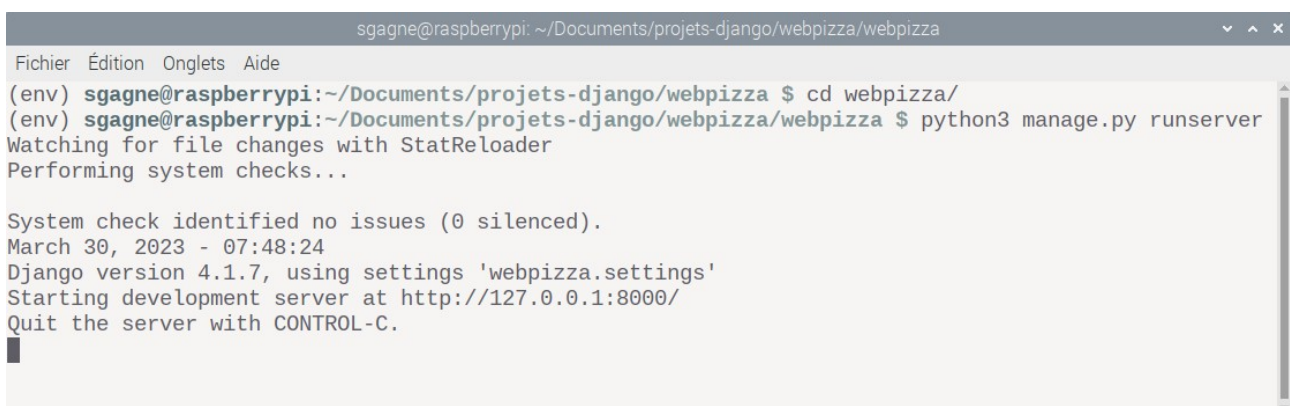 sgagne@raspberrypi: ~/Documents/projets-django/webpizza/webpizza
Fichier Édition Onglets Aide
(env) sgagne@raspberrypi:~/Documents/projets-django/webpizza $ cd webpizza/
(env) sgagne@raspberrypi:~/Documents/projets-django/webpizza/webpizza $ python3 manage.py runserver
Watching for file changes with StatReloader
Performing system checks...
System check identified no issues (0 silenced).
March 30, 2023 - 07:48:24
Django version 4.1.7, using settings 'webpizza.settings'
Starting development server at http://127.0.0.1:8000/
Quit the server with CONTROL-C.